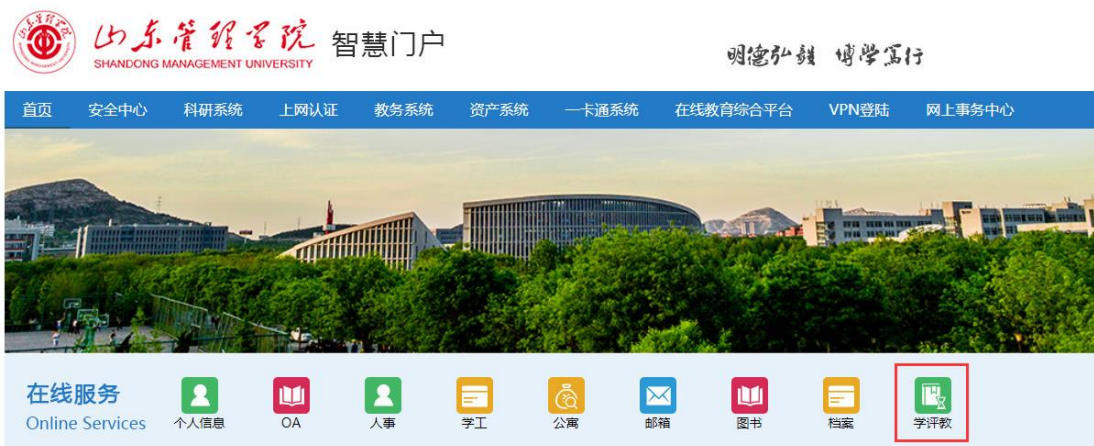 山东管理学院 智慧门户
SHANDONG MANAGEMENT UNIVERSITY
明德弘毅 博学笃行
首页 安全中心 科研系统 上网认证 教务系统 资产系统 一卡通系统 在线教育综合平台 VPN登陆 网上事务中心
在线服务
Online Services
个人信息 OA 人事 学工 公寓 邮箱 图书 档案 学评教